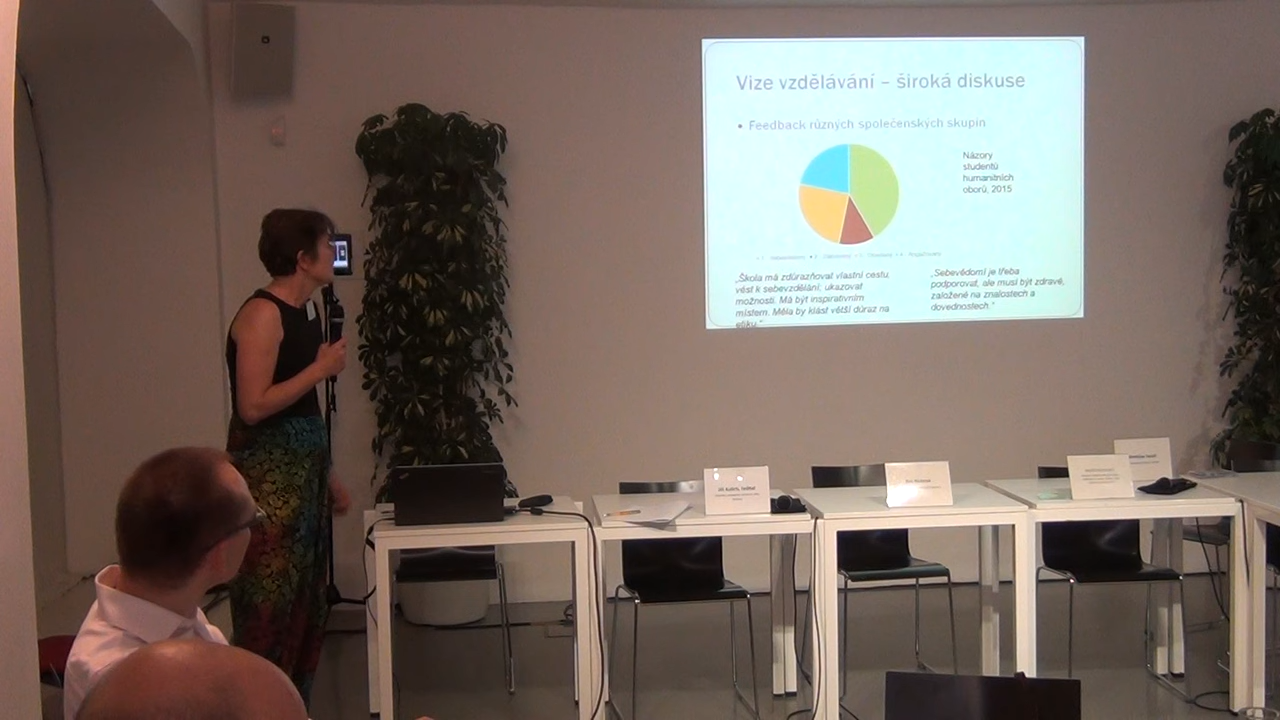 Vize vzdělávání – široká diskuse
• Feedback různých společenských skupin
Názory
studentů
humanitních
oborů, 2015
„Škola má zdůrazňovat vlastní cestu,
vést k sebevzdělání; ukazovat
možnosti. Má být inspirativním
místem. Měla by klást větší důraz na
etiku."
„Sebevědomí je třeba
podporovat, ale musí být zdravé,
založené na znalostech a
dovednostech."